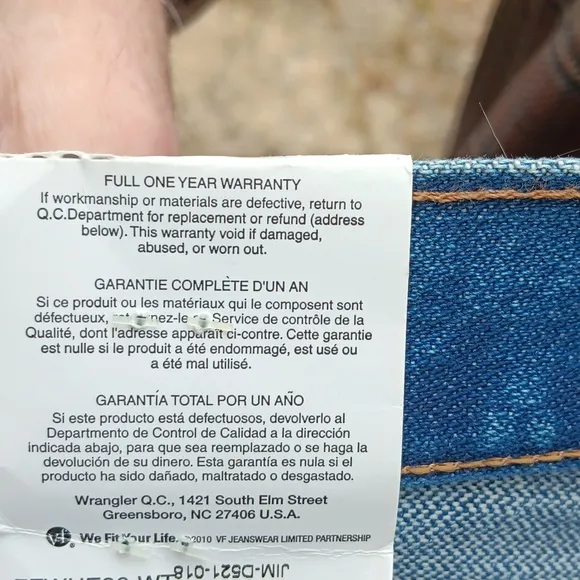 FULL ONE YEAR WARRANTY
If workmanship or materials are defective, return to
Q.C.Department for replacement or refund (address
below). This warranty void if damaged,
abused, or worn out.
GARANTIE COMPLÈTE D'UN AN
Si ce produit ou les matériaux qui le composent sont
défectueux, Service de contrôle de la
Qualité, dont l'adresse apparaît ci-contre. Cette garantie
est nulle si le produit a été endommagé, est usé ou
a été mal utilisé.
GARANTÍA TOTAL POR UN AÑO
Si este producto está defectuoso, devolverlo al
Departamento de Control de Calidad a la dirección
indicada abajo, para que sea reemplazado o se haga la
devolución de su dinero. Esta garantía es nula si el
producto ha sido dañado, maltratado o desgastado.
Wrangler Q.C., 1421 South Elm Street
Greensboro, NC 27406 U.S.A.
vf We Fit Your Life. ©2010 VF JEANSWEAR LIMITED PARTNERSHIP
JIM-D521-018